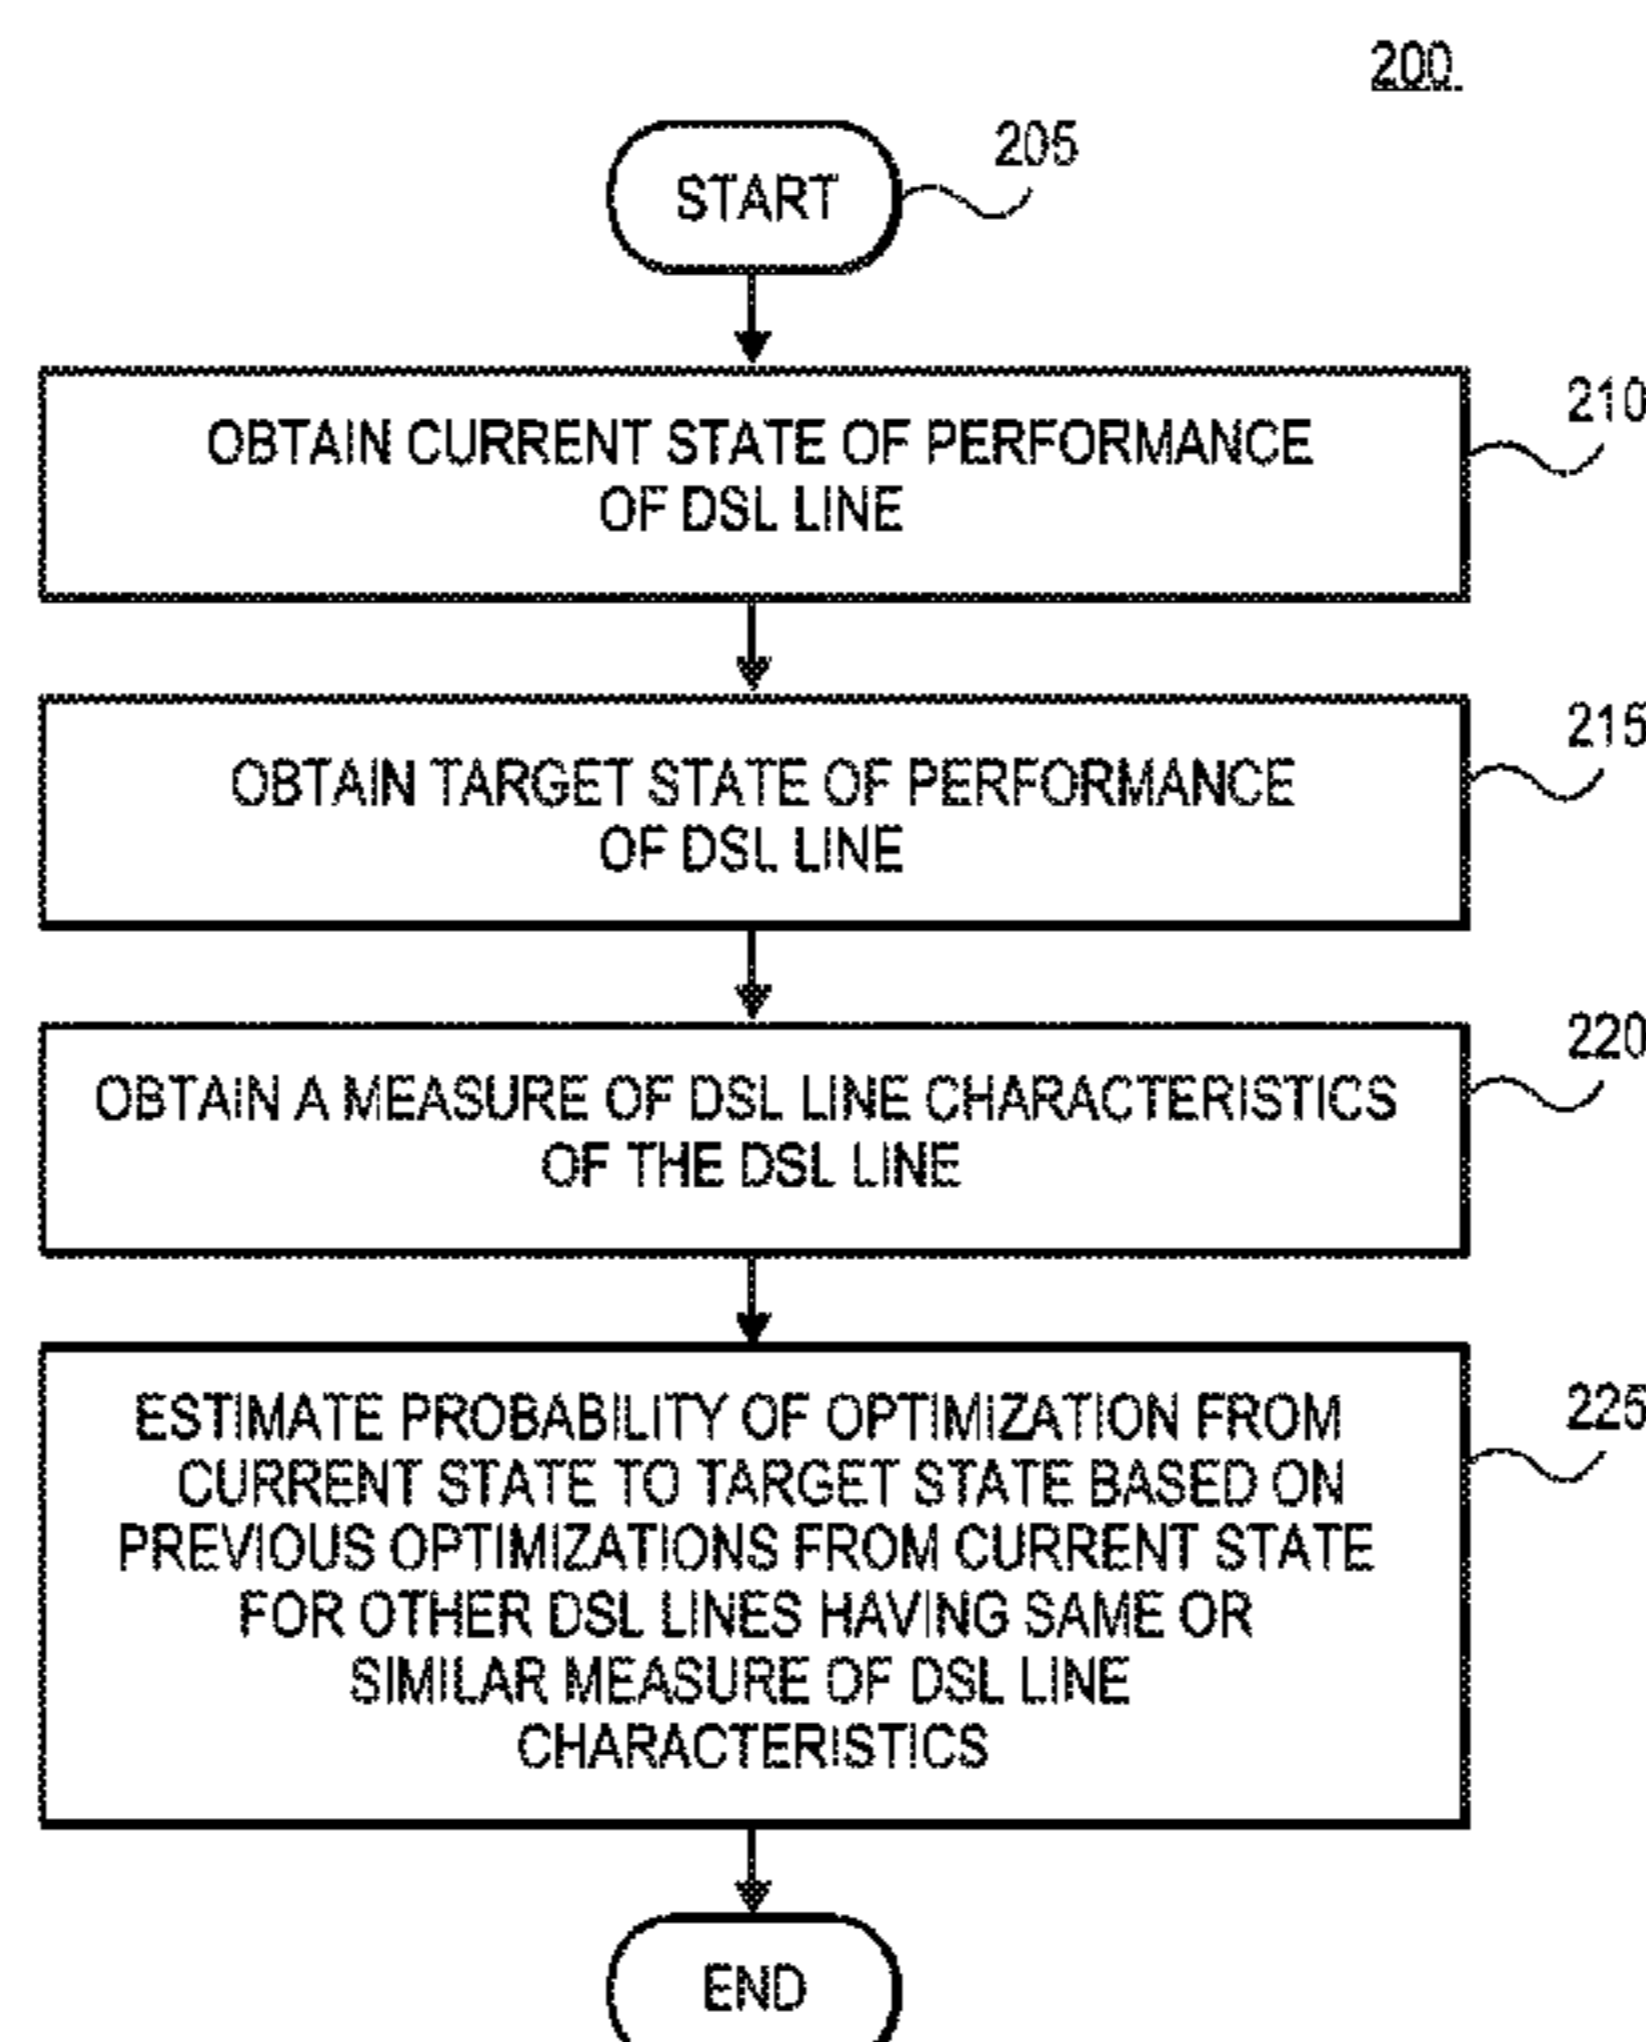 200
START
205
OBTAIN CURRENT STATE OF PERFORMANCE
OF DSL LINE
210
OBTAIN TARGET STATE OF PERFORMANCE
OF DSL LINE
215
OBTAIN A MEASURE OF DSL LINE CHARACTERISTICS
OF THE DSL LINE
220
ESTIMATE PROBABILITY OF OPTIMIZATION FROM
CURRENT STATE TO TARGET STATE BASED ON
PREVIOUS OPTIMIZATIONS FROM CURRENT STATE
FOR OTHER DSL LINES HAVING SAME OR
SIMILAR MEASURE OF DSL LINE
CHARACTERISTICS
225
END